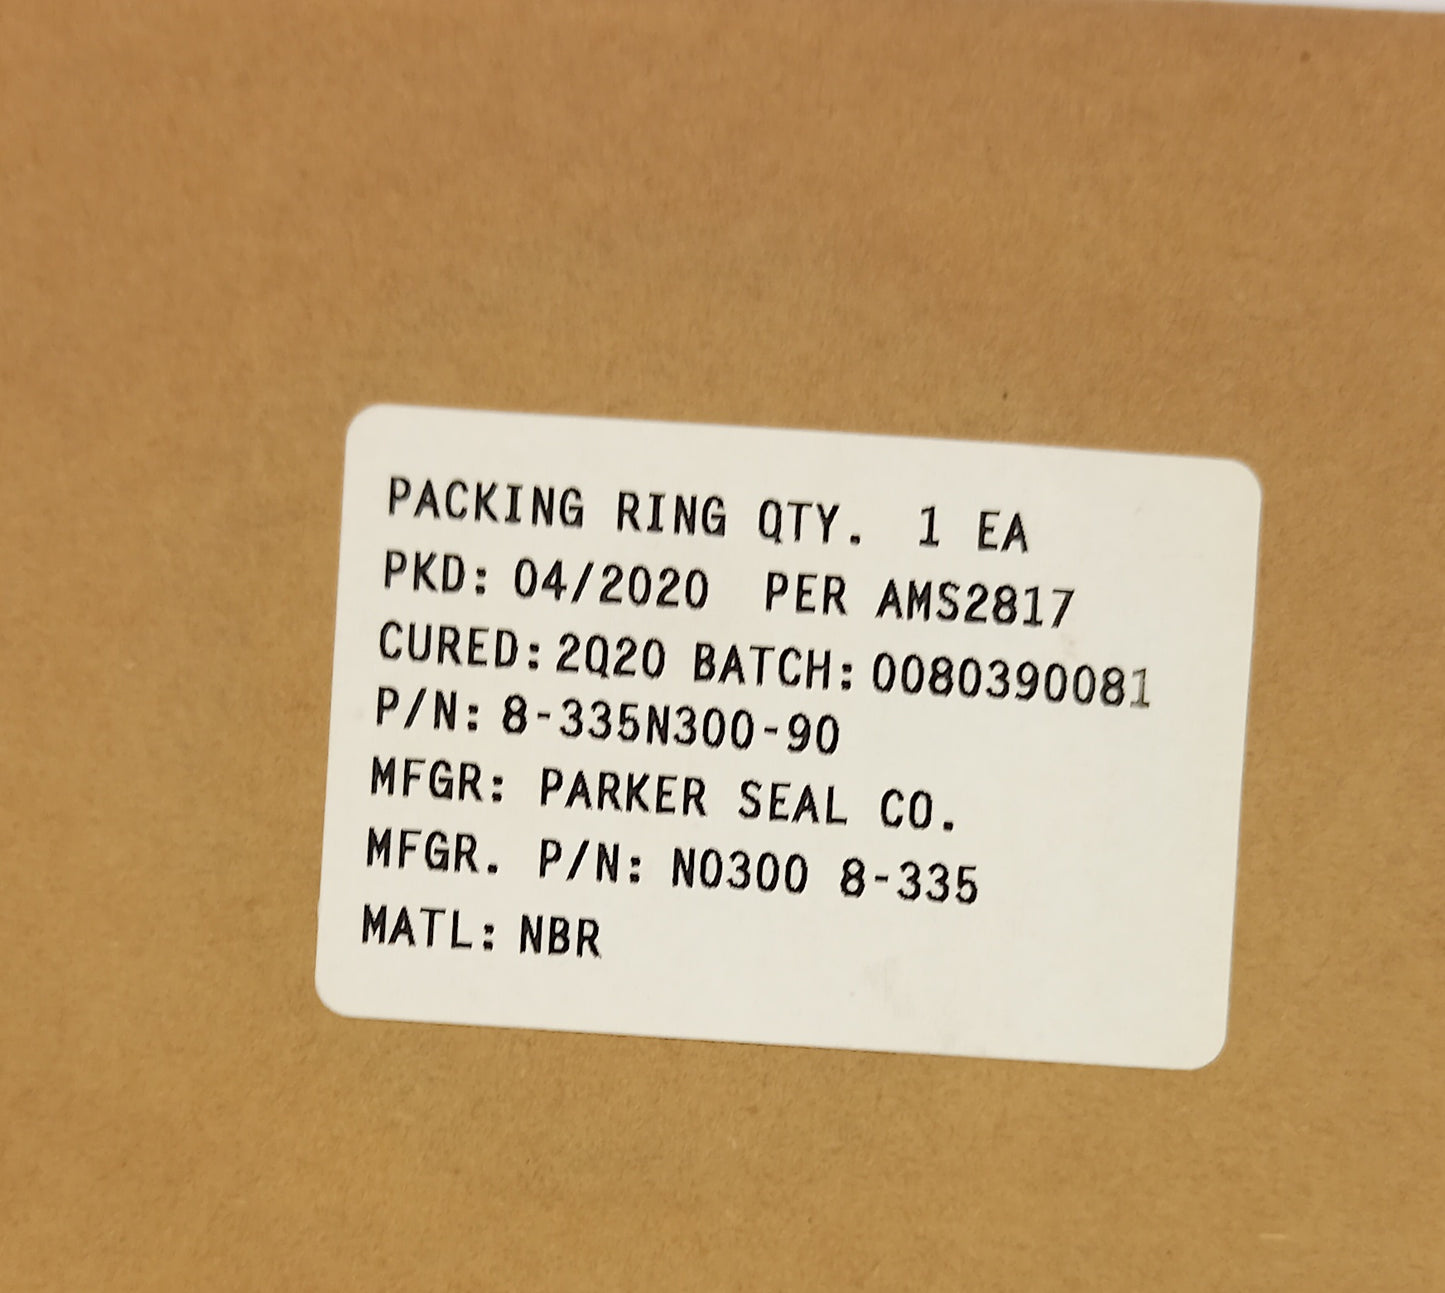 PACKING RING QTY. 1 EA
PKD: 04/2020 PER AMS2817
CURED: 2Q20 BATCH: 0080390081
P/N: 8-335N300-90
MFGR: PARKER SEAL CO.
MFGR. P/N: N0300 8-335
MATL: NBR